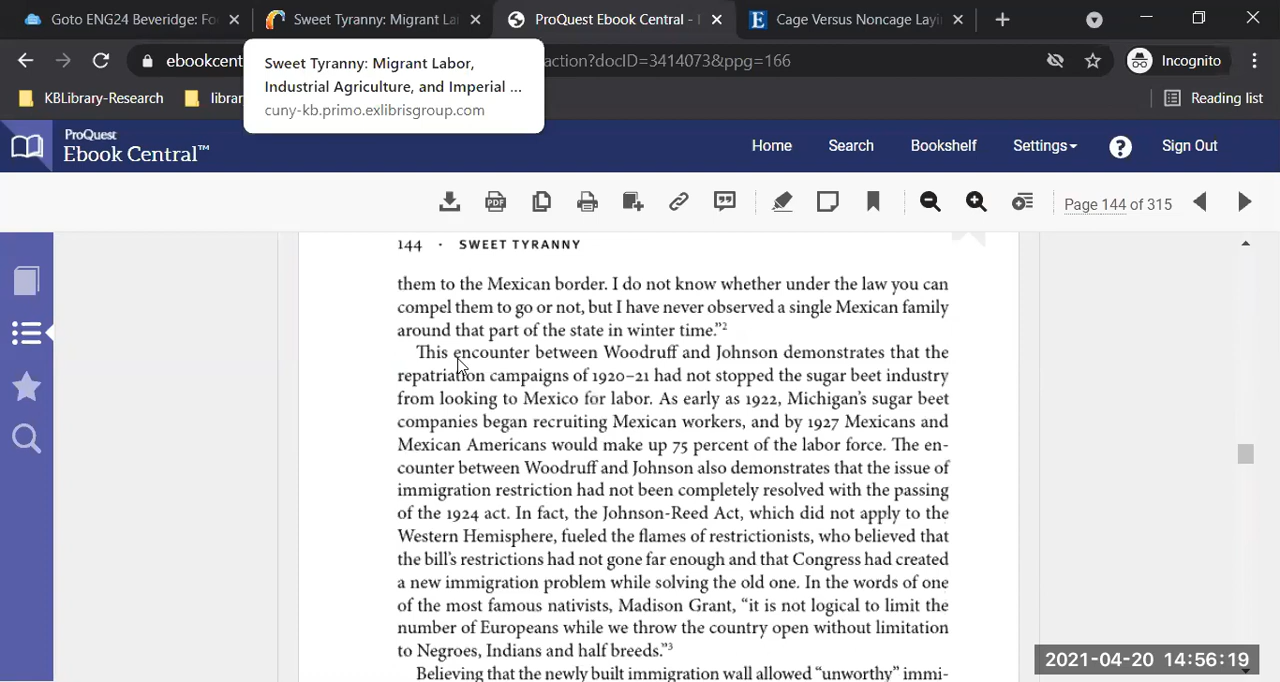 Goto ENG24 Beveridge: Fo
Sweet Tyranny: Migrant La
ProQuest Ebook Central -
Cage Versus Noncage Layi
ebookcent
action?docID=3414073&ppg=166
Incognito
Sweet Tyranny: Migrant Labor,
Industrial Agriculture, and Imperial ...
cuny-kb.primo.exlibrisgroup.com
KBLibrary-Research
librar
Reading list
ProQuest
Ebook Central™
Home
Search
Bookshelf
Settings
?
Sign Out
PDF
Page 144 of 315
144 · SWEET TYRANNY
them to the Mexican border. I do not know whether under the law you can
compel them to go or not, but I have never observed a single Mexican family
around that part of the state in winter time.”2
This encounter between Woodruff and Johnson demonstrates that the
repatriation campaigns of 1920–21 had not stopped the sugar beet industry
from looking to Mexico for labor. As early as 1922, Michigan’s sugar beet
companies began recruiting Mexican workers, and by 1927 Mexicans and
Mexican Americans would make up 75 percent of the labor force. The en-
counter between Woodruff and Johnson also demonstrates that the issue of
immigration restriction had not been completely resolved with the passing
of the 1924 act. In fact, the Johnson-Reed Act, which did not apply to the
Western Hemisphere, fueled the flames of restrictionists, who believed that
the bill’s restrictions had not gone far enough and that Congress had created
a new immigration problem while solving the old one. In the words of one
of the most famous nativists, Madison Grant, “it is not logical to limit the
number of Europeans while we throw the country open without limitation
to Negroes, Indians and half breeds.”3
Believing that the newly built immigration wall allowed “unworthy” immi-
2021-04-20 14:56:19